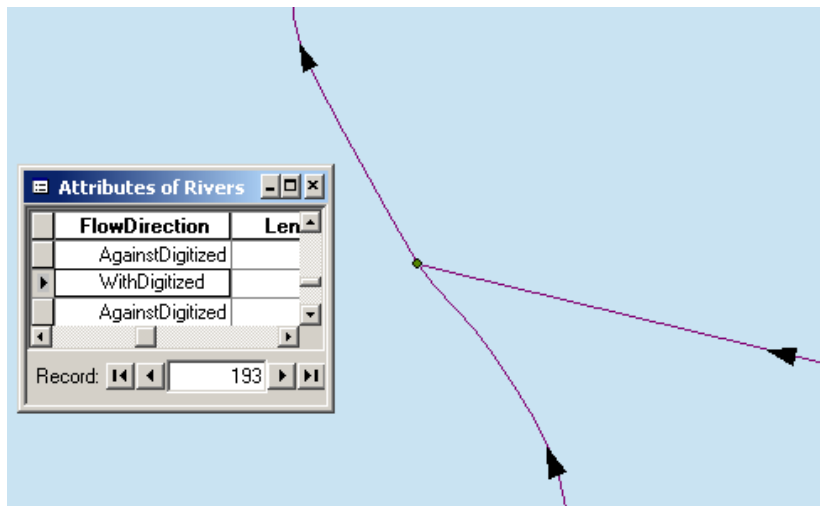 Attributes of Rivers
FlowDirection Len
AgainstDigitized
WithDigitized
AgainstDigitized
Record: 193